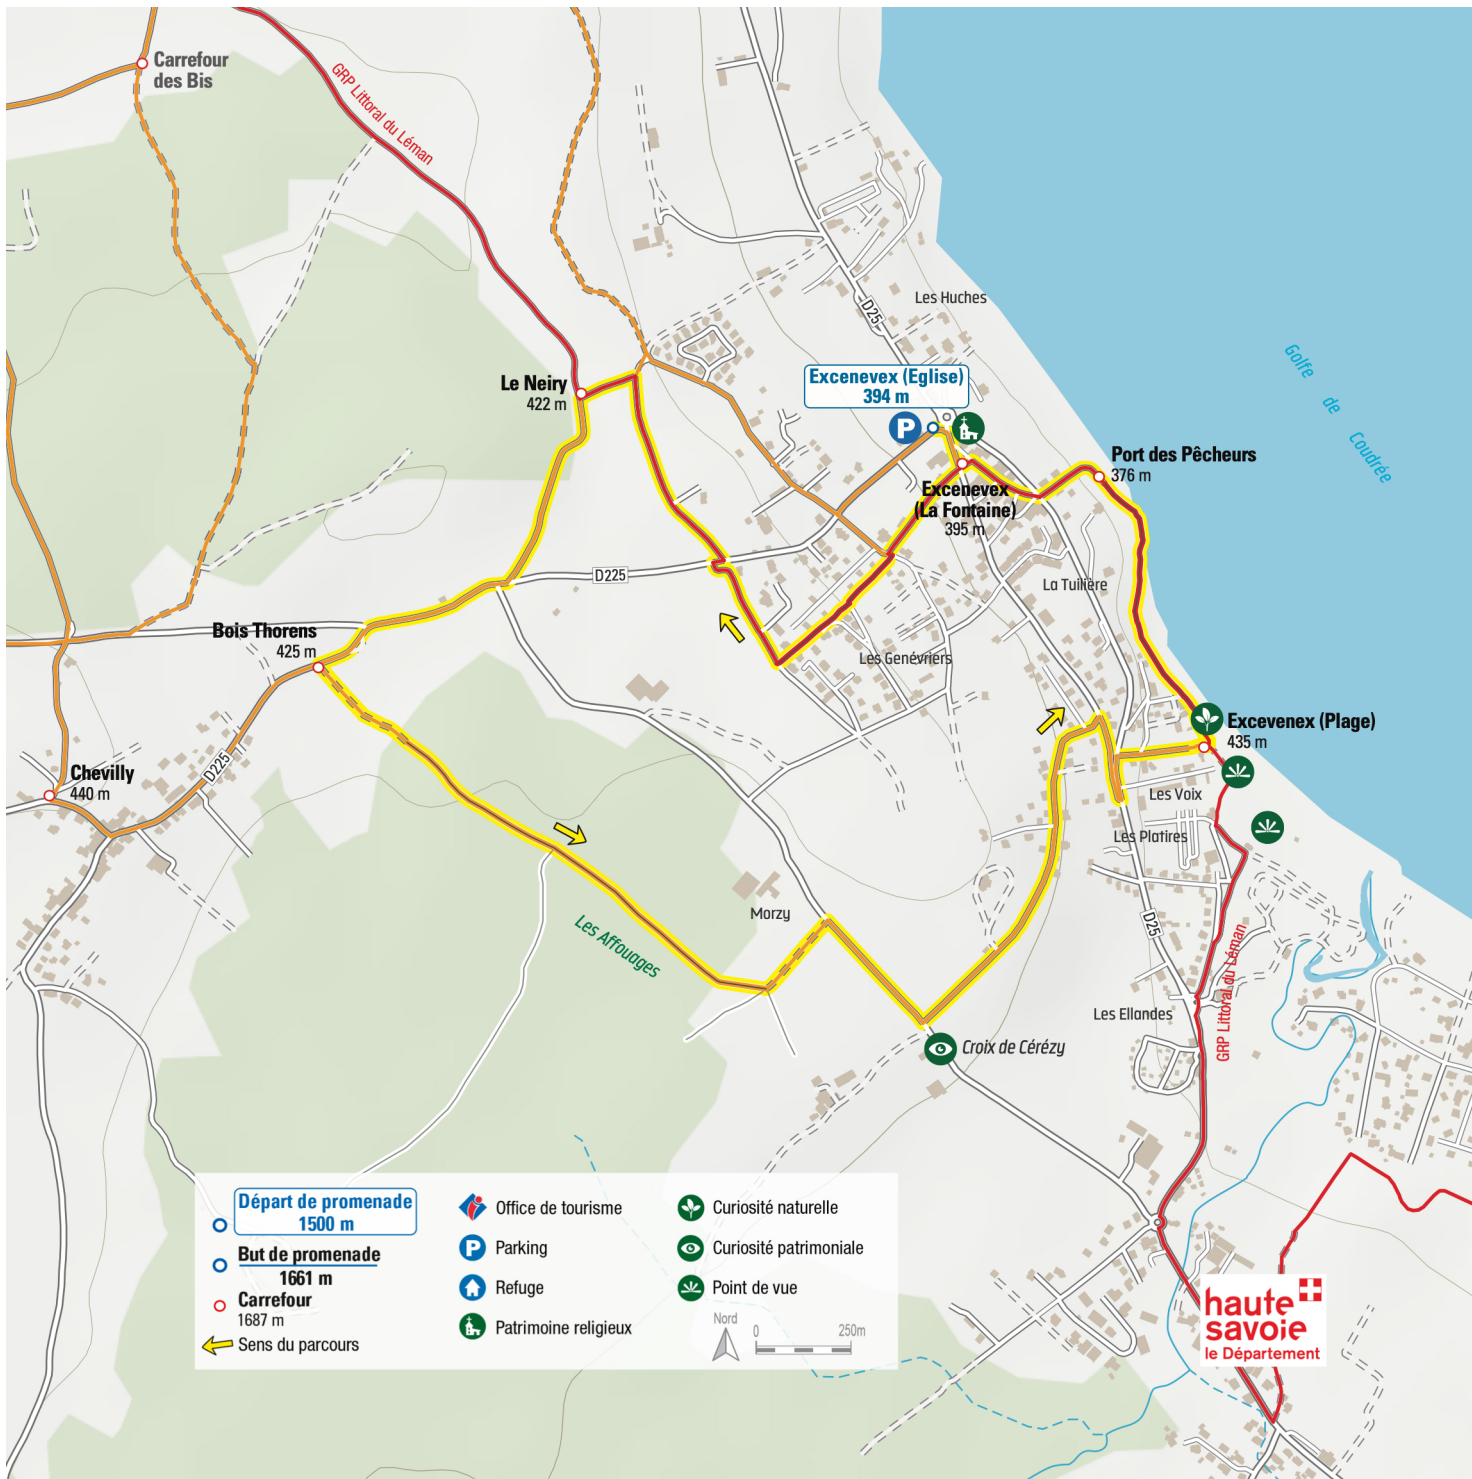 Carrefour
des Bis
GRP Littoral du Léman
Les Huches
D25
Golfe
de
Coudrée
Excenevex (Eglise)
394 m
P
Le Neiry
422 m
Port des Pêcheurs
376 m
Excenevex
(La Fontaine)
395 m
D225
La Tuilière
Bois Thorens
425 m
Les Genévriers
Excevenex (Plage)
435 m
D225
Chevilly
440 m
Les Voix
Les Platires
Morzy
D25
Les Affouages
GRP Littoral du Léman
Les Ellandes
Croix de Cérézy
Départ de promenade
1500 m
But de promenade
1661 m
Carrefour
1687 m
Sens du parcours
Office de tourisme
P Parking
Refuge
Patrimoine religieux
Curiosité naturelle
Curiosité patrimoniale
Point de vue
Nord
0 250m
haute
savoie
le Département